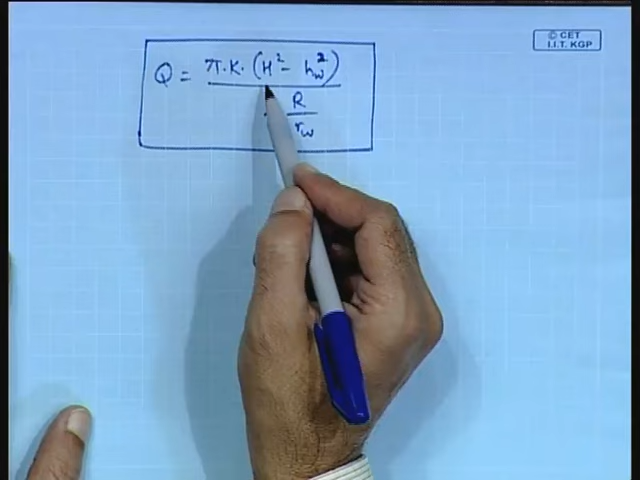 © CET
I.I.T. KGP
Q = π.K. (H² - h_w²)
R
r_w